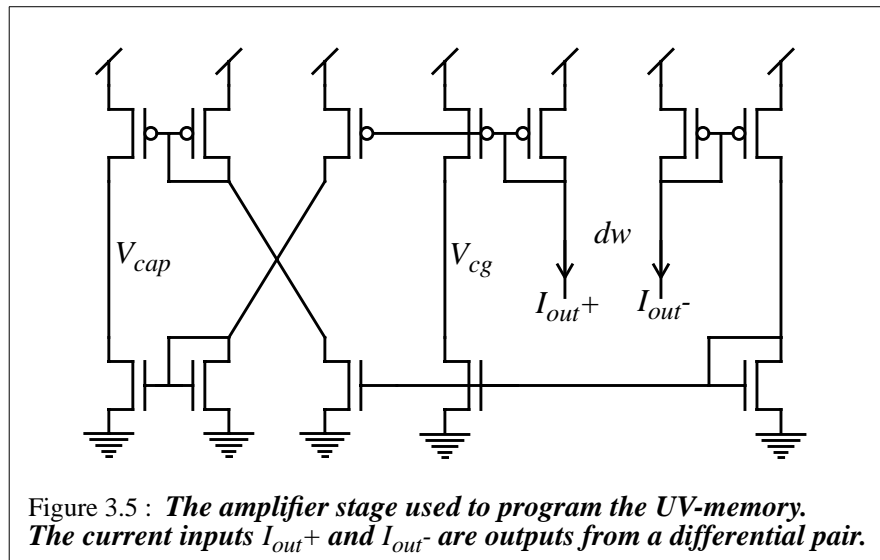 V_cap
V_cg
dw
I_out+ I_out-
Figure 3.5 : The amplifier stage used to program the UV-memory.
The current inputs I_out+ and I_out- are outputs from a differential pair.